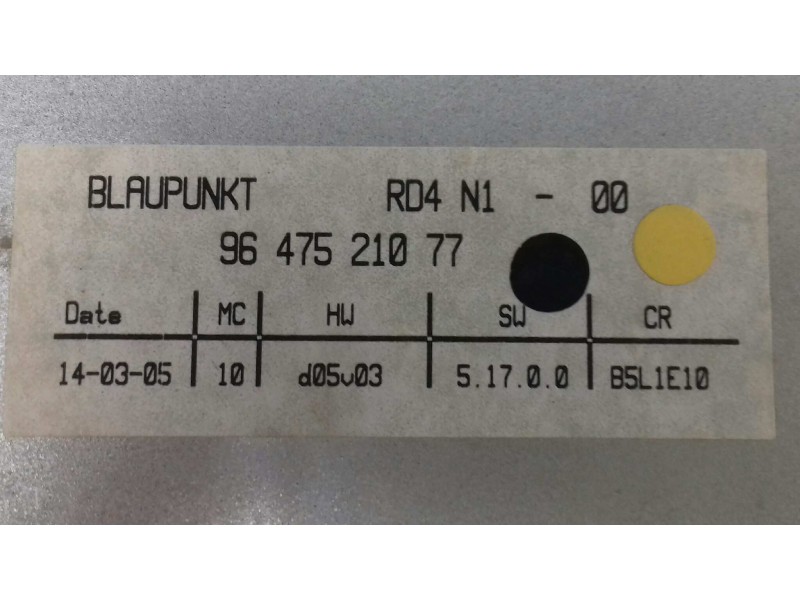 BLAUPUNKT RD4 N1 - 00
96 475 210 77
Date MC HW SW CR
14-03-05 10 d05v03 5.17.0.0 B5L1E10